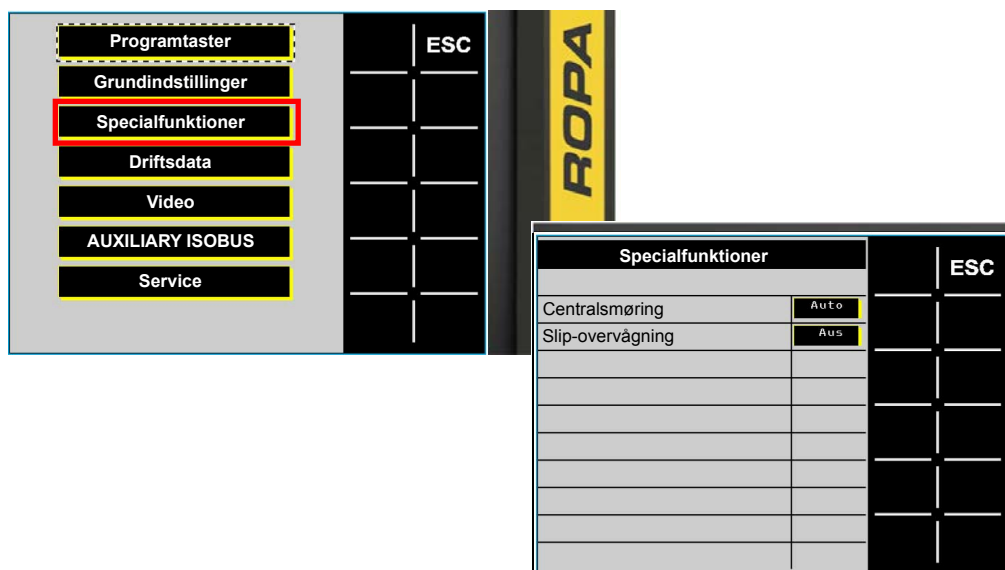 Programtaster
ESC
Grundindstillinger
Specialfunktioner
Driftsdata
Video
AUXILIARY ISOBUS
Service
ROPA
Specialfunktioner
ESC
Centralsmøring
Auto
Slip-overvågning
Aus